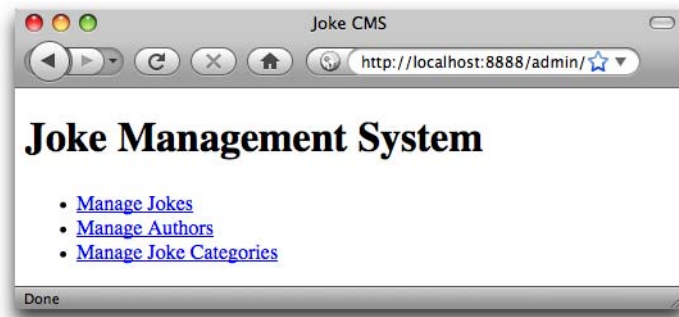 Joke CMS
http://localhost:8888/admin/
Joke Management System
Manage Jokes
Manage Authors
Manage Joke Categories
Done